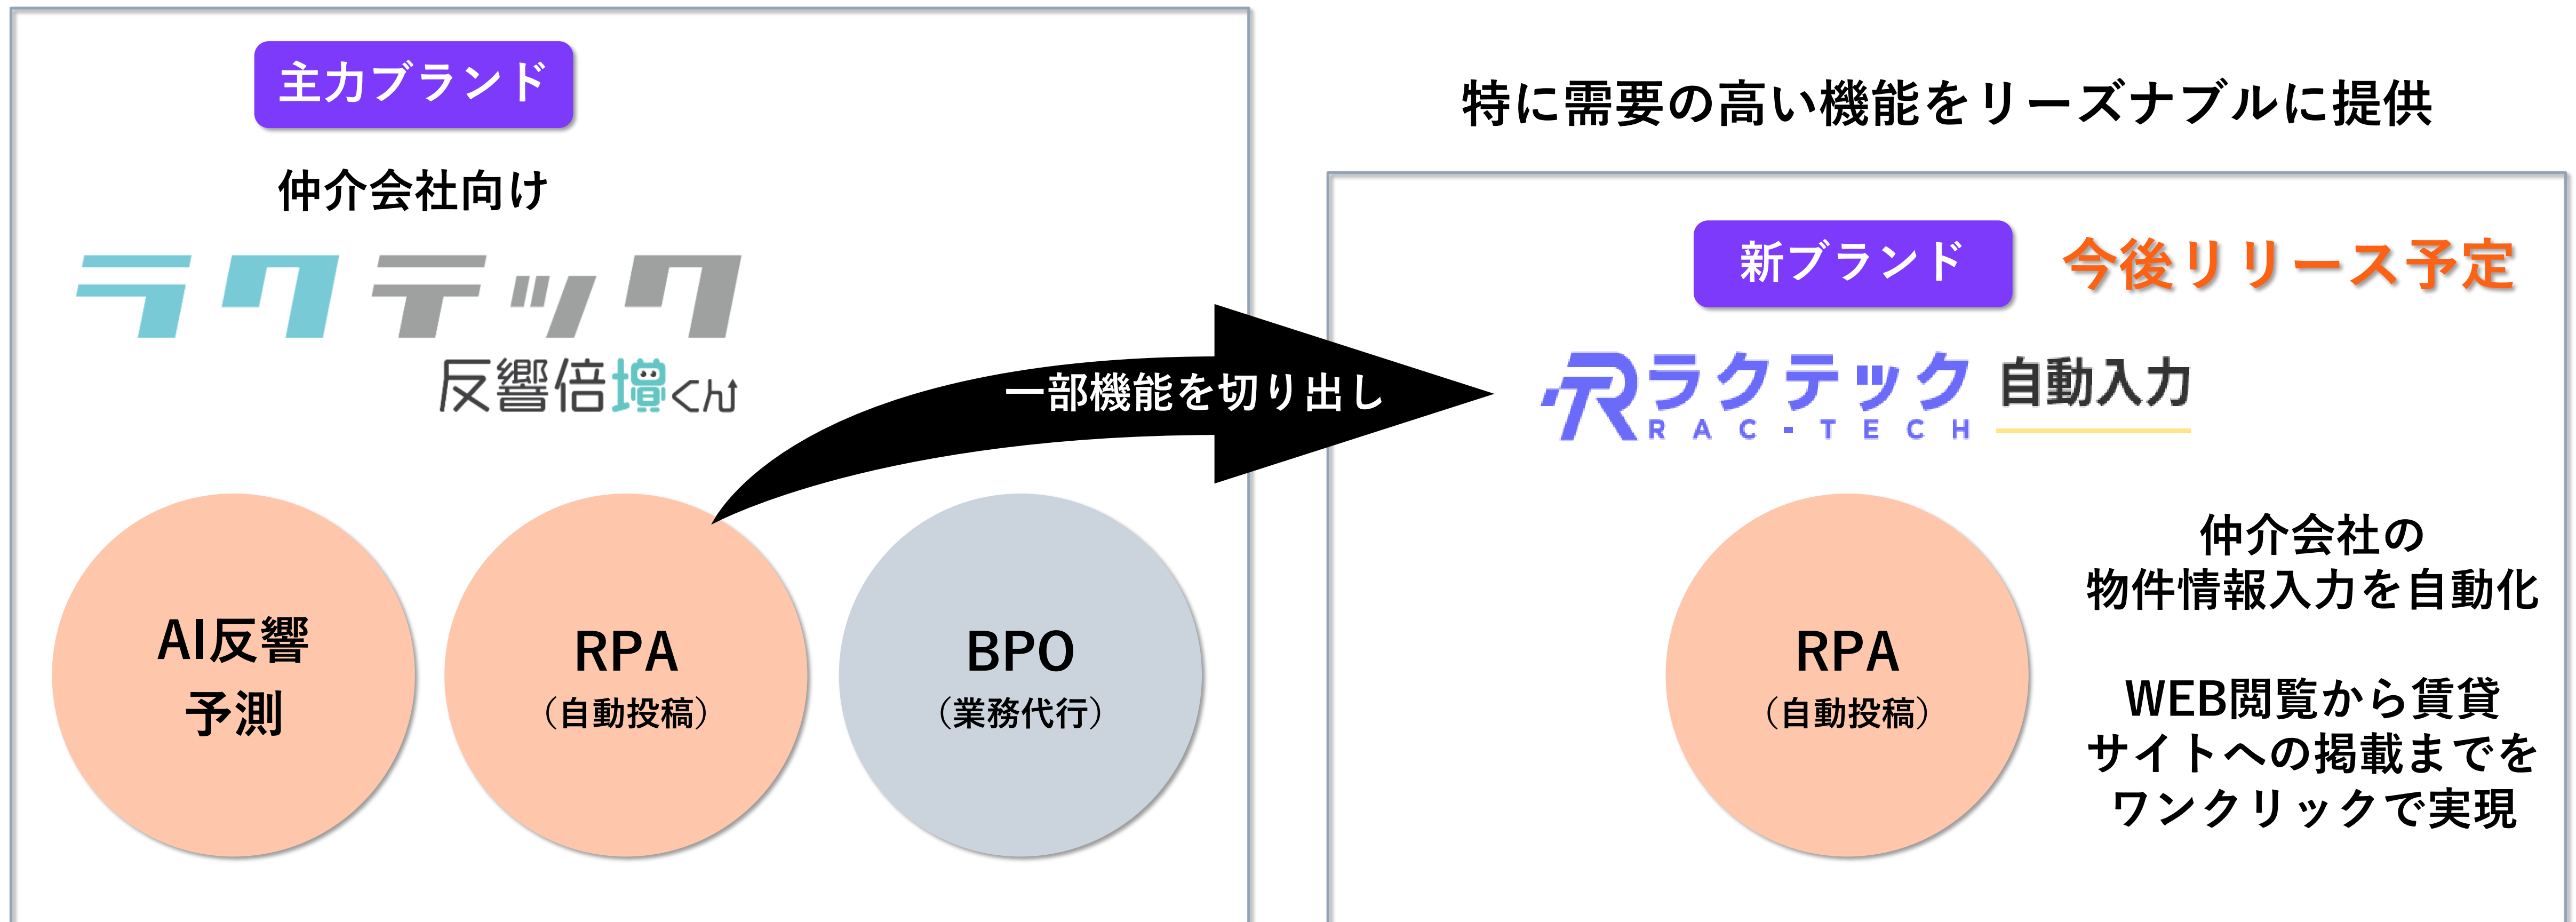 主力ブランド
仲介会社向け
ラクテック
反響倍増くん
AI反響
予測
RPA
（自動投稿）
BPO
（業務代行）
一部機能を切り出し
特に需要の高い機能をリーズナブルに提供
新ブランド
今後リリース予定
ラクテック 自動入力
RAC-TECH
RPA
（自動投稿）
仲介会社の
物件情報入力を自動化
WEB閲覧から賃貸
サイトへの掲載までを
ワンクリックで実現